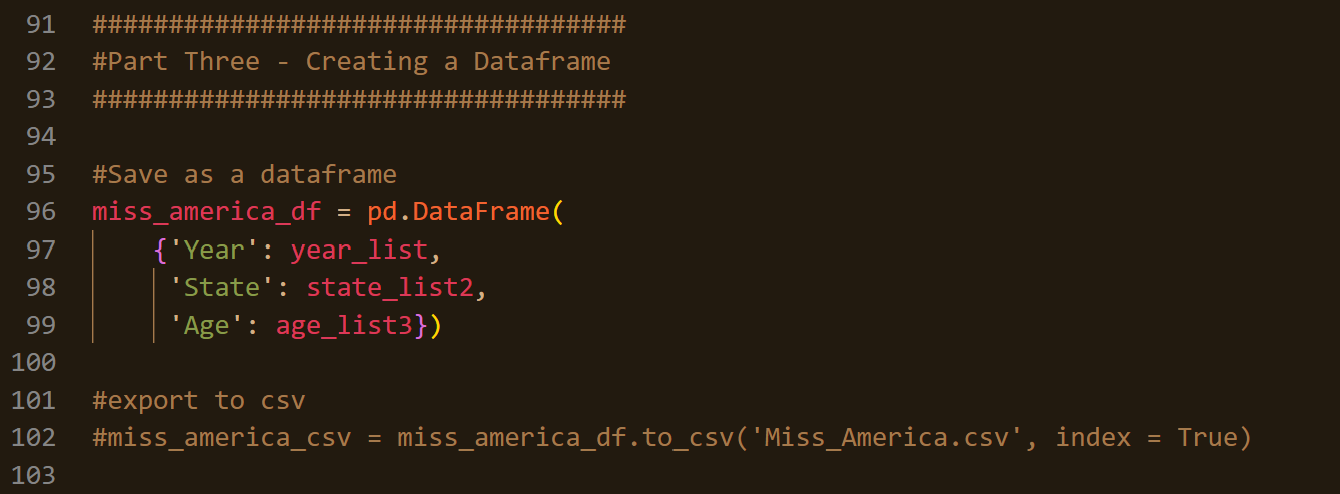 91 ###################################
92 #Part Three - Creating a Dataframe
93 ###################################
94
95 #Save as a dataframe
96 miss_america_df = pd.DataFrame(
97     {'Year': year_list,
98      'State': state_list2,
99      'Age': age_list3})
100
101 #export to csv
102 #miss_america_csv = miss_america_df.to_csv('Miss_America.csv', index = True)
103